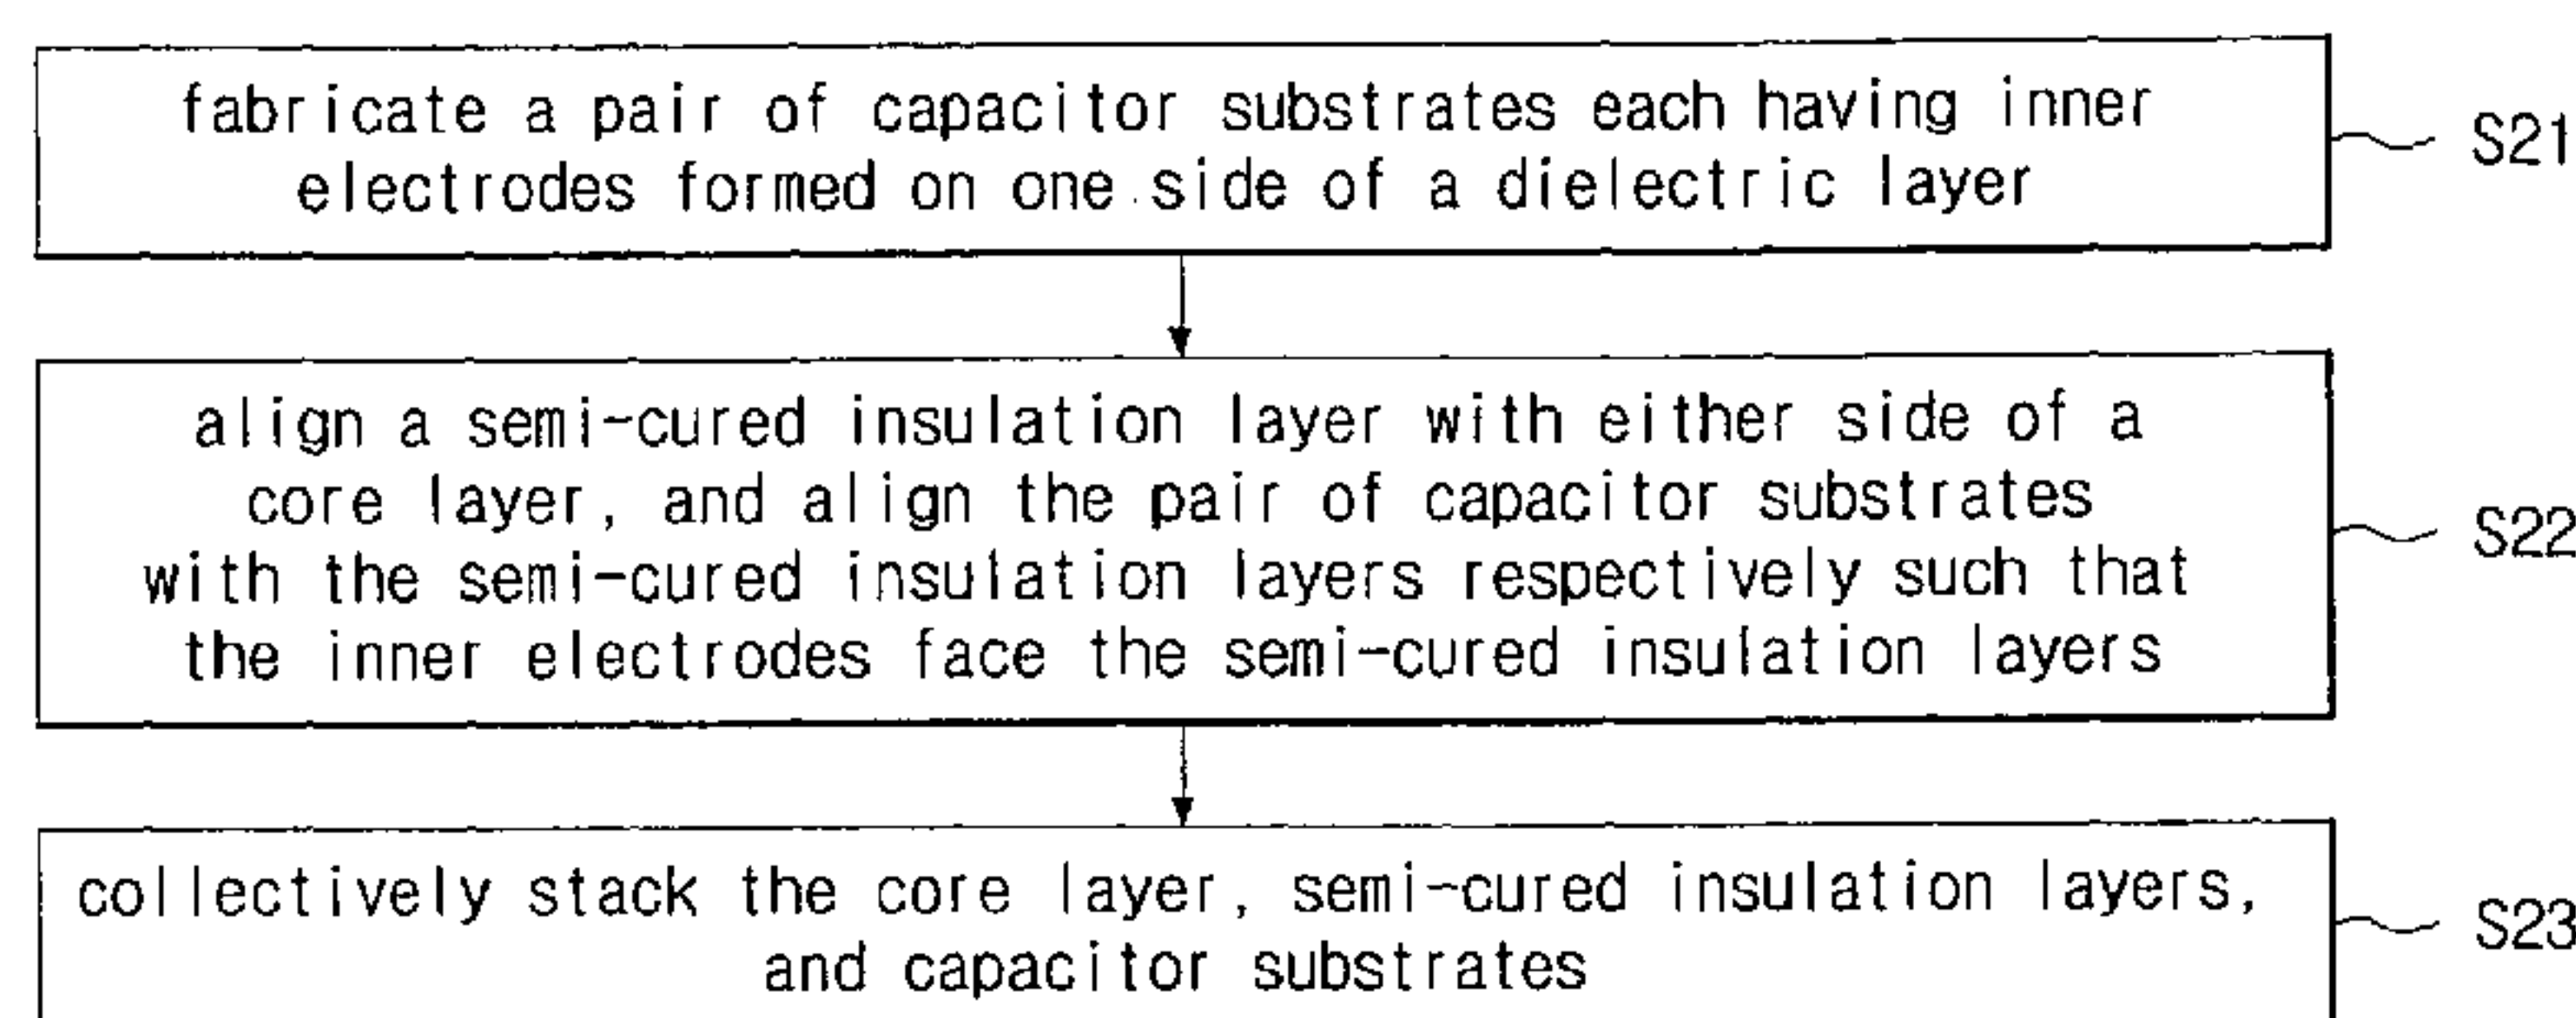 fabricate a pair of capacitor substrates each having inner
electrodes formed on one side of a dielectric layer
S21
align a semi-cured insulation layer with either side of a
core layer, and align the pair of capacitor substrates
with the semi-cured insulation layers respectively such that
the inner electrodes face the semi-cured insulation layers
S22
collectively stack the core layer, semi-cured insulation layers,
and capacitor substrates
S23